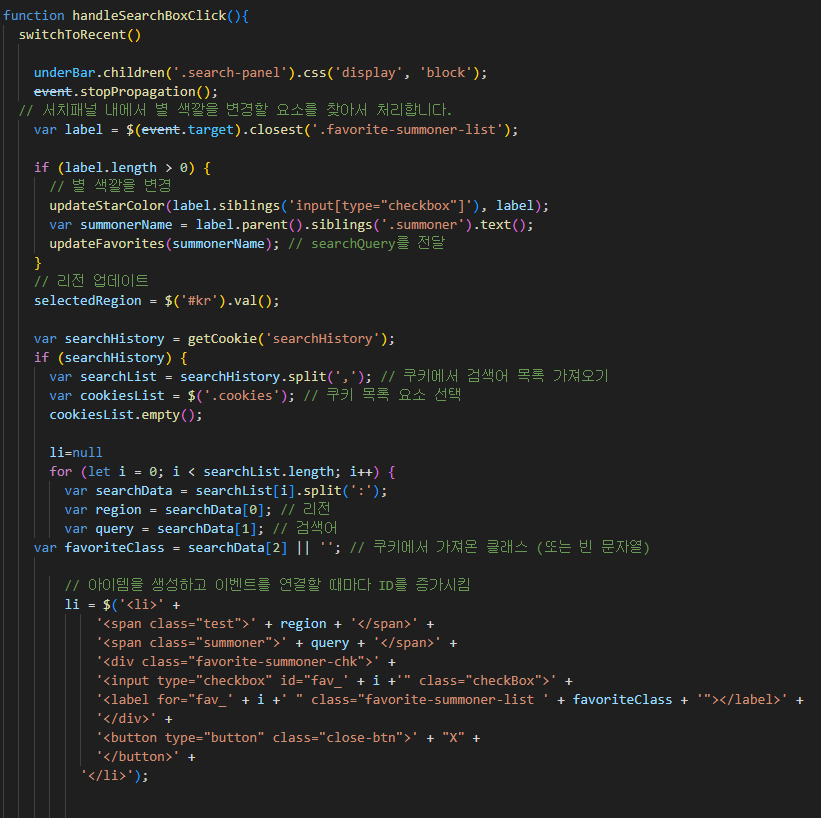 function handleSearchBoxClick(){
switchToRecent()
underBar.children('.search-panel').css('display', 'block');
event.stopPropagation();
// 서치패널 내에서 별 색깔을 변경할 요소를 찾아서 처리합니다.
var label = $(event.target).closest('.favorite-summoner-list');
if (label.length > 0) {
// 별 색깔을 변경
updateStarColor(label.siblings('input[type="checkbox"]'), label);
var summonerName = label.parent().siblings('.summoner').text();
updateFavorites(summonerName); // searchQuery를 전달
}
// 리전 업데이트
selectedRegion = $('#kr').val();
var searchHistory = getCookie('searchHistory');
if (searchHistory) {
var searchList = searchHistory.split(','); // 쿠키에서 검색어 목록 가져오기
var cookiesList = $('.cookies'); // 쿠키 목록 요소 선택
cookiesList.empty();
li=null
for (let i = 0; i < searchList.length; i++) {
var searchData = searchList[i].split(':');
var region = searchData[0]; // 리전
var query = searchData[1]; // 검색어
var favoriteClass = searchData[2] || ''; // 쿠키에서 가져온 클래스 (또는 빈 문자열)
// 아이템을 생성하고 이벤트를 연결할 때마다 ID를 증가시킴
li = $('<li>' +
'<span class="test">' + region + '</span>' +
'<span class="summoner">' + query + '</span>' +
'<div class="favorite-summoner-chk">' +
'<input type="checkbox" id="fav_' + i +'" class="checkBox">' +
'<label for="fav_' + i +' " class="favorite-summoner-list ' + favoriteClass + '"></label>' +
'</div>' +
'<button type="button" class="close-btn">' + "X" +
'</button>' +
'</li>');